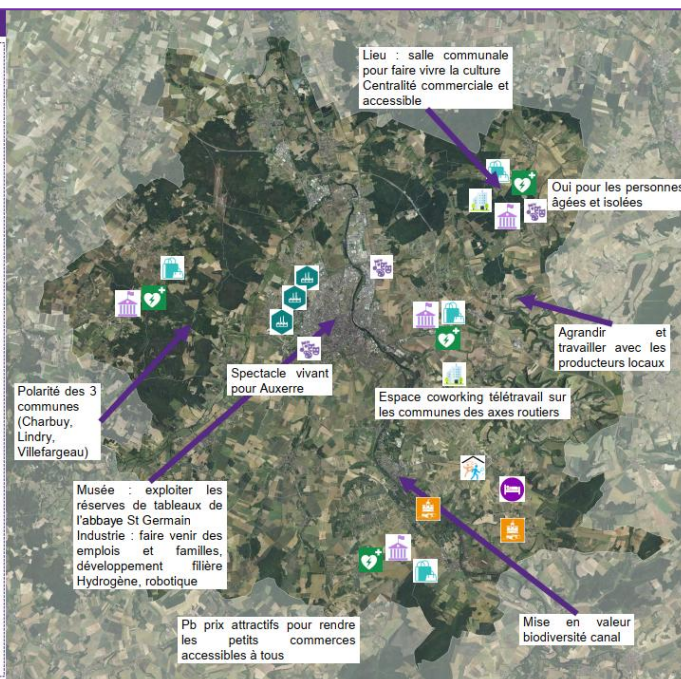 Lieu : salle communale
pour faire vivre la culture
Centralité commerciale et
accessible
Oui pour les personnes
âgées et isolées
Agrandir et
travailler avec les
producteurs locaux
Spectacle vivant
pour Auxerre
Espace coworking télétravail sur
les communes des axes routiers
Polarité des 3
communes
(Charbuy,
Lindry,
Villefargeau)
Musée : exploiter les
réserves de tableaux de
l'abbaye St Germain
Industrie : faire venir des
emplois et familles,
développement filière
Hydrogène, robotique
Pb prix attractifs pour rendre
les petits commerces
accessibles à tous
Mise en valeur
biodiversité canal